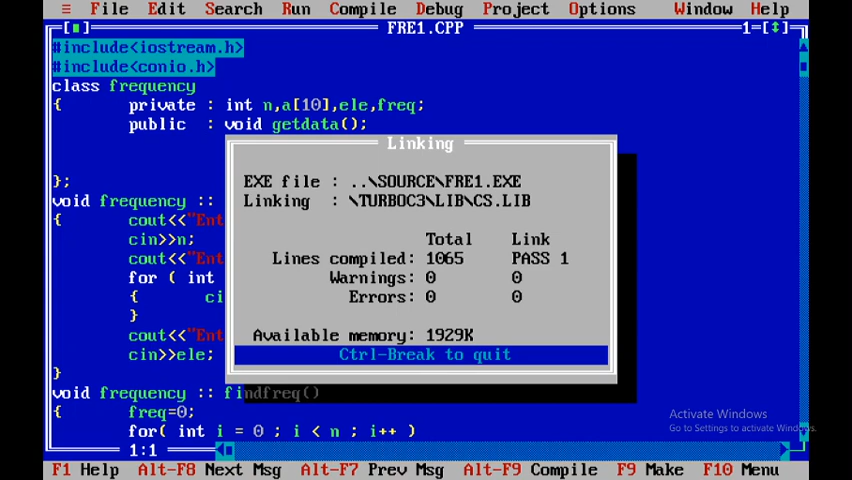 ≡ File Edit Search Run Compile Debug Project Options Window Help
[■] FRE1.CPP 1=[↕]
#include<iostream.h>
#include<conio.h>
class frequency
{ private : int n,a[10],ele,freq;
public : void getdata();
};
void frequency ::
{ cout<<"Ent
cin>>n;
cout<<"Ent
for ( int
{ ci
}
cout<<"Ent
cin>>ele;
}
void frequency :: findfreq()
{ freq=0;
for( int i = 0 ; i < n ; i++ )
1:1
Linking
EXE file : ..\SOURCE\FRE1.EXE
Linking : \TURBOC3\LIB\CS.LIB
Total Link
Lines compiled: 1065 PASS 1
Warnings: 0 0
Errors: 0 0
Available memory: 1929K
Ctrl-Break to quit
Activate Windows
Go to Settings to activate Windows.
F1 Help Alt-F8 Next Msg Alt-F7 Prev Msg Alt-F9 Compile F9 Make F10 Menu